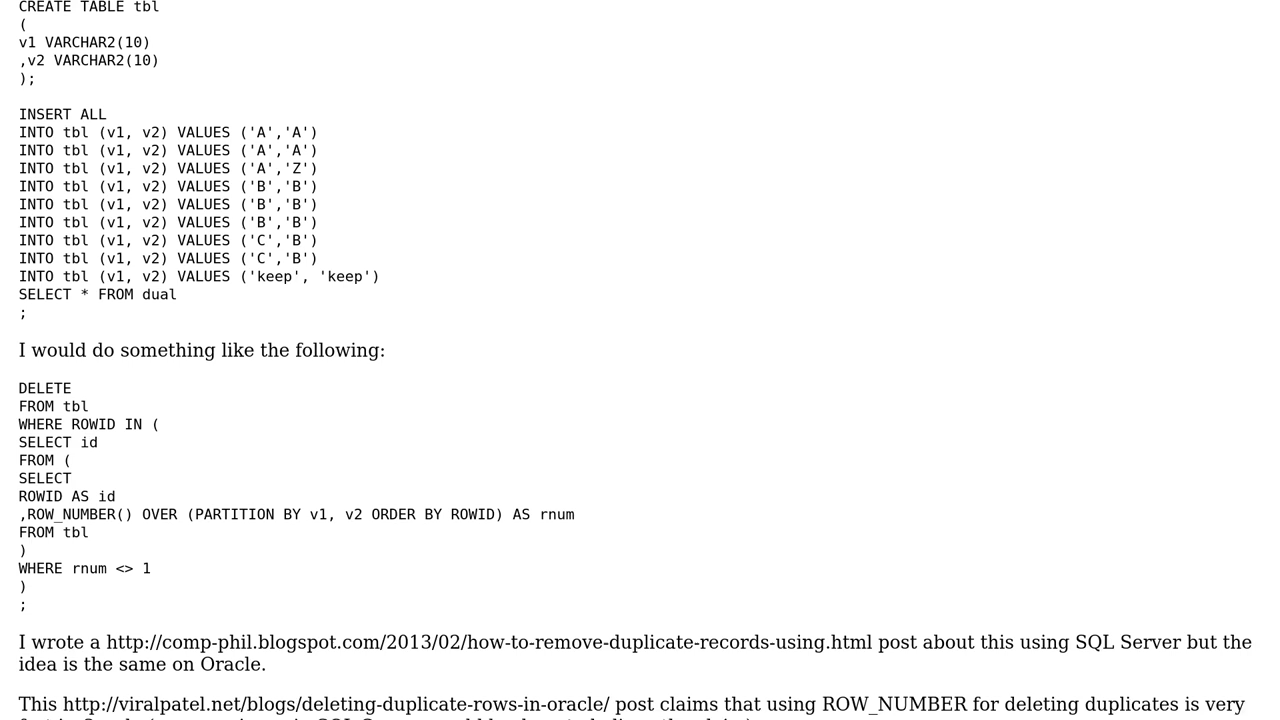 CREATE TABLE tbl
(
v1 VARCHAR2(10)
,v2 VARCHAR2(10)
);
INSERT ALL
INTO tbl (v1, v2) VALUES ('A','A')
INTO tbl (v1, v2) VALUES ('A','A')
INTO tbl (v1, v2) VALUES ('A','Z')
INTO tbl (v1, v2) VALUES ('B','B')
INTO tbl (v1, v2) VALUES ('B','B')
INTO tbl (v1, v2) VALUES ('B','B')
INTO tbl (v1, v2) VALUES ('C','B')
INTO tbl (v1, v2) VALUES ('C','B')
INTO tbl (v1, v2) VALUES ('keep', 'keep')
SELECT * FROM dual
;
I would do something like the following:
DELETE
FROM tbl
WHERE ROWID IN (
SELECT id
FROM (
SELECT
ROWID AS id
,ROW_NUMBER() OVER (PARTITION BY v1, v2 ORDER BY ROWID) AS rnum
FROM tbl
)
WHERE rnum <> 1
)
;
I wrote a http://comp-phil.blogspot.com/2013/02/how-to-remove-duplicate-records-using.html post about this using SQL Server but the
idea is the same on Oracle.
This http://viralpatel.net/blogs/deleting-duplicate-rows-in-oracle/ post claims that using ROW_NUMBER for deleting duplicates is very